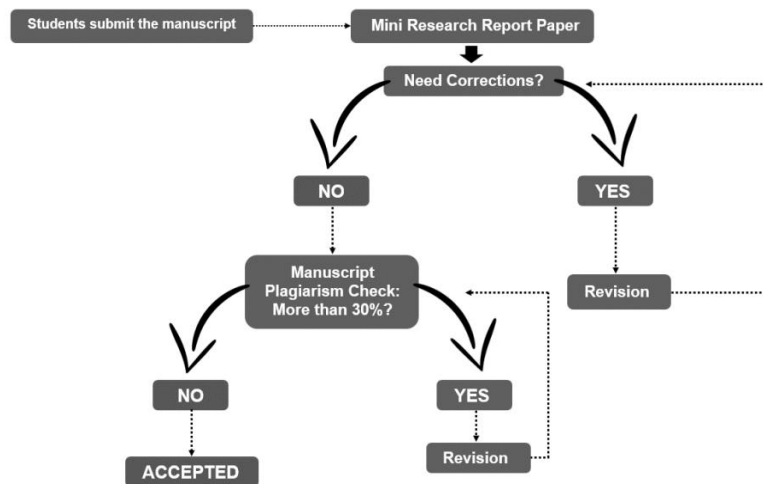 Students submit the manuscript
Mini Research Report Paper
Need Corrections?
NO
YES
Manuscript
Plagiarism Check:
More than 30%?
Revision
NO
YES
Revision
ACCEPTED